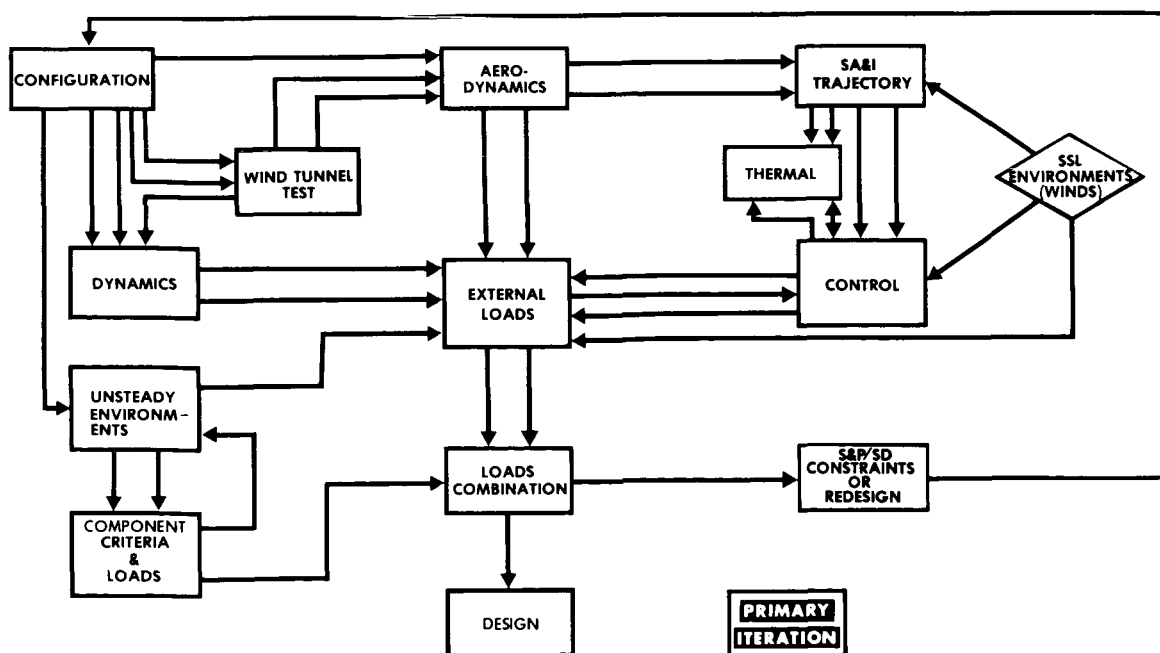 CONFIGURATION
AERO-
DYNAMICS
SA&I
TRAJECTORY
WIND TUNNEL
TEST
THERMAL
SSL
ENVIRONMENTS
(WINDS)
DYNAMICS
EXTERNAL
LOADS
CONTROL
UNSTEADY
ENVIRONM-
ENTS
LOADS
COMBINATION
S&P/SD
CONSTRAINTS
OR
REDESIGN
COMPONENT
CRITERIA
&
LOADS
DESIGN
PRIMARY
ITERATION